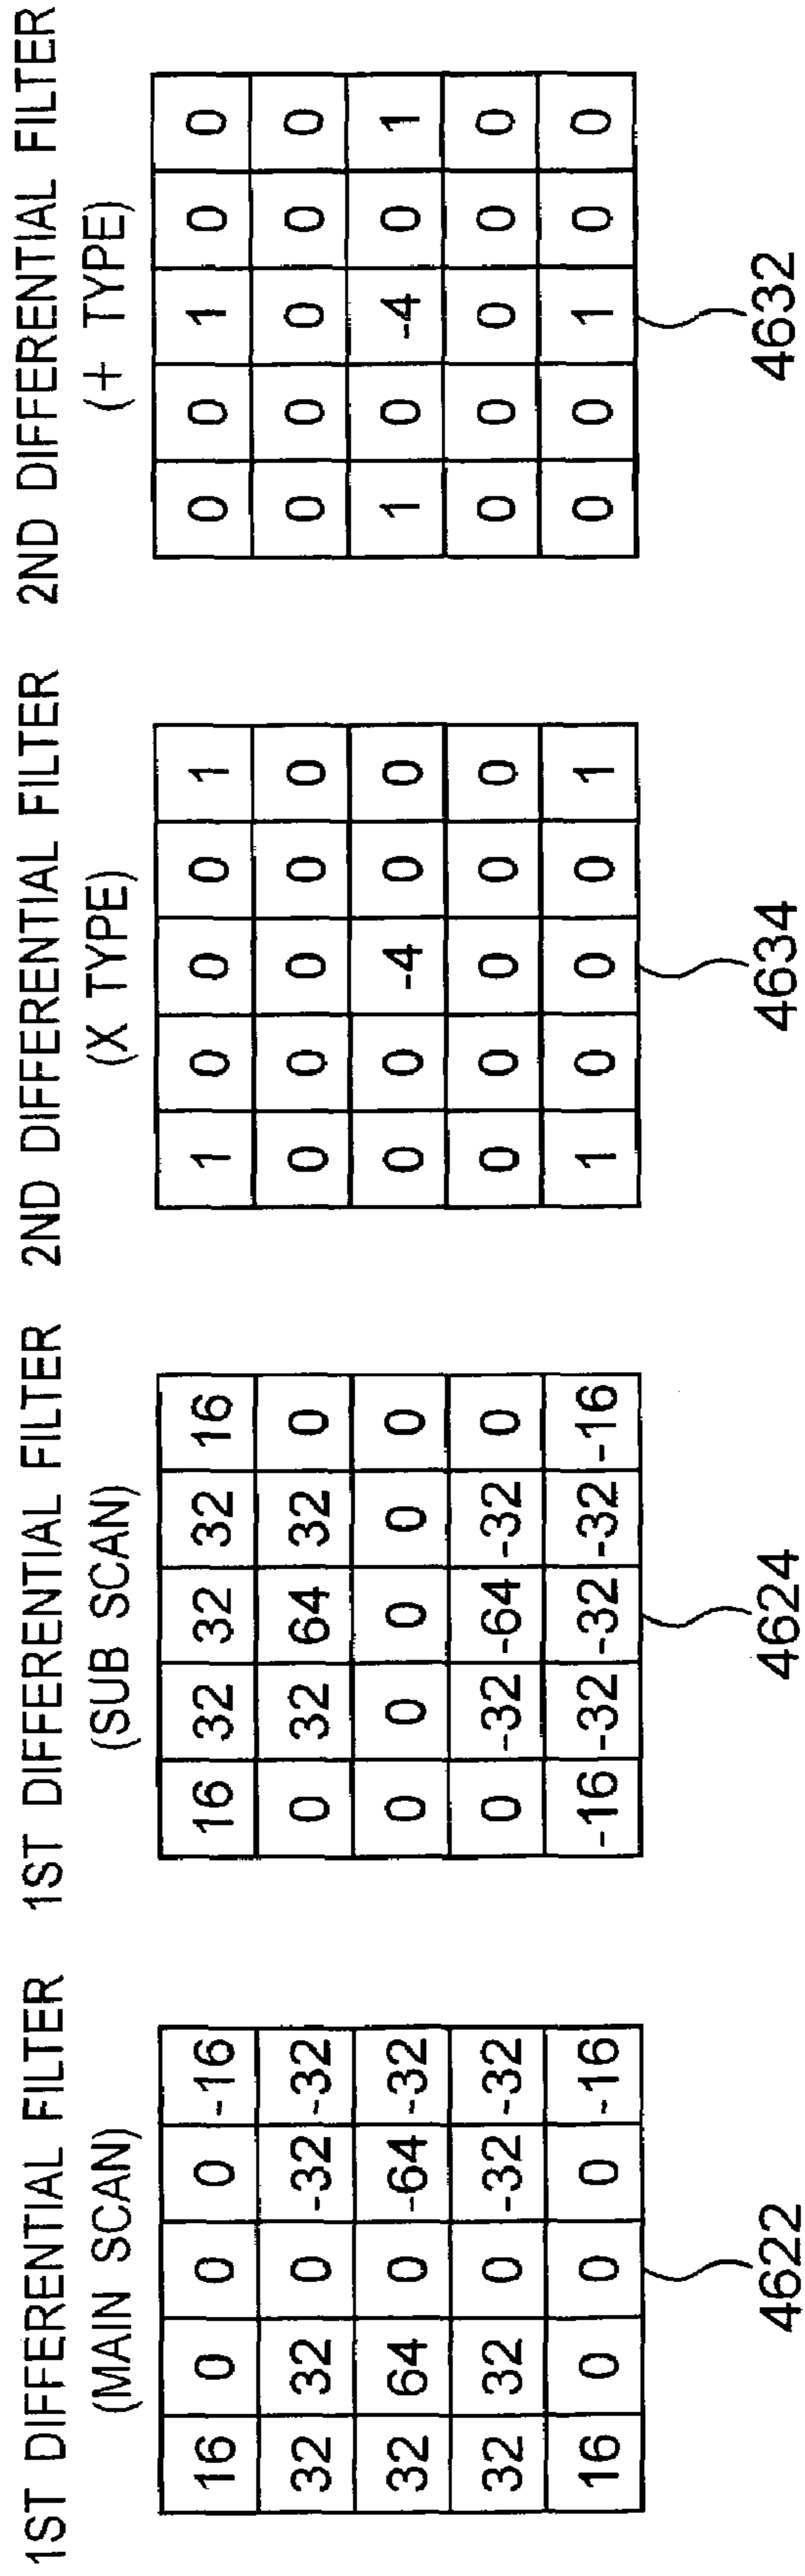 1ST DIFFERENTIAL FILTER
(MAIN SCAN)
16 0 0 0 -16
32 32 0 -32 -32
32 64 0 -64 -32
32 32 0 -32 -32
16 0 0 0 -16
4622
1ST DIFFERENTIAL FILTER
(SUB SCAN)
16 32 32 32 16
0 32 64 32 0
0 0 0 0 0
0 -32 -64 -32 0
-16 -32 -32 -32 -16
4624
2ND DIFFERENTIAL FILTER
(X TYPE)
1 0 0 0 1
0 0 0 0 0
0 0 -4 0 0
0 0 0 0 0
1 0 0 0 1
4634
2ND DIFFERENTIAL FILTER
(+ TYPE)
0 0 1 0 0
0 0 0 0 0
1 0 -4 0 1
0 0 0 0 0
0 0 1 0 0
4632